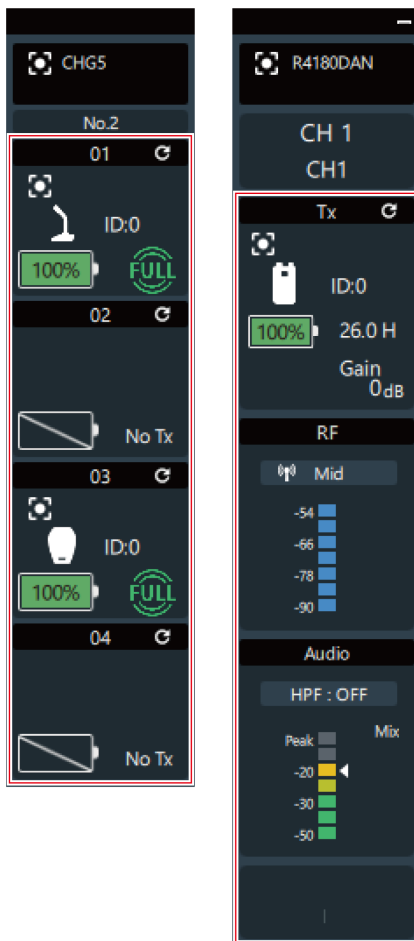 CHG5
No.2
01
ID:0
100% FULL
02
No Tx
03
ID:0
100% FULL
04
No Tx
R4180DAN
CH 1
CH1
Tx
ID:0
100% 26.0 H
Gain
0dB
RF
Mid
-54
-66
-78
-90
Audio
HPF : OFF
Mix
Peak
-20
-30
-50